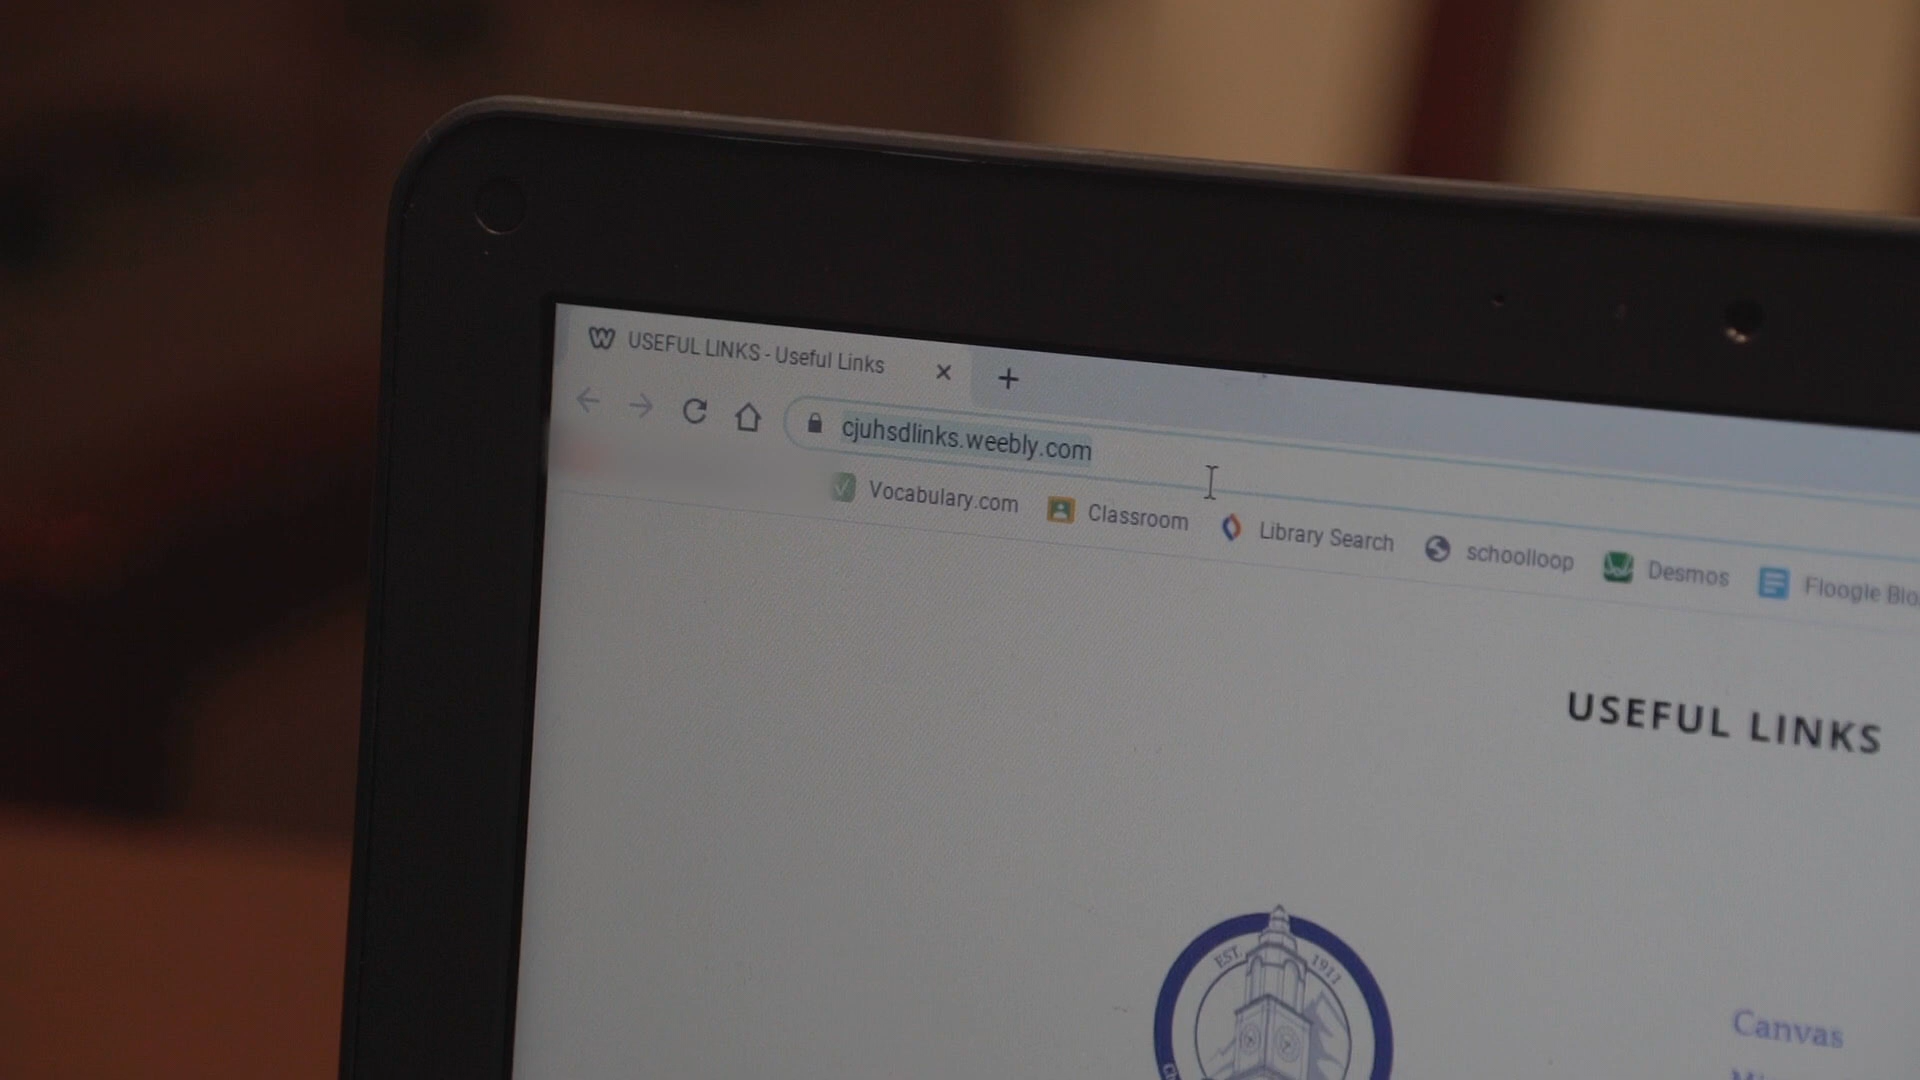 USEFUL LINKS - Useful Links
cjuhsdlinks.weebly.com
Vocabulary.com Classroom Library Search schoolloop Desmos Floogle
USEFUL LINKS
EST. 1911
Canvas